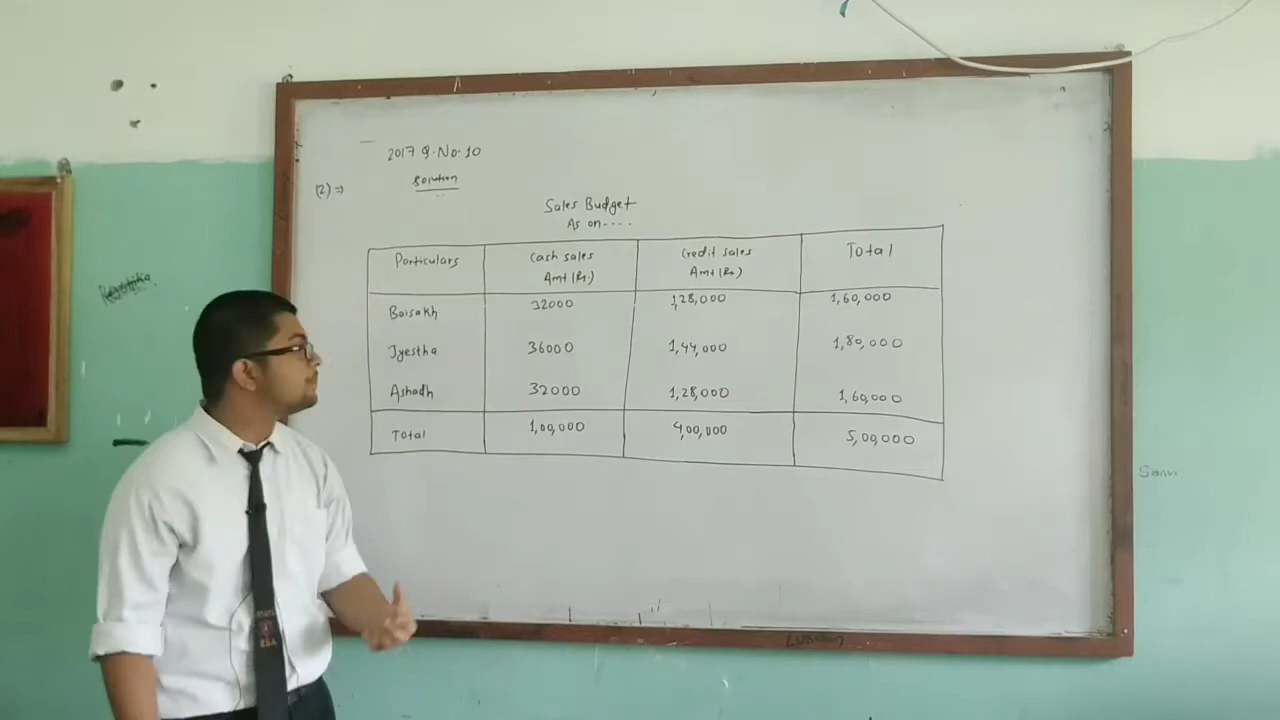 2017 Q.No.10
(2) ⇒
Solution
Sales Budget
As on....
Particulars Cash sales Amt (Rs.) Credit sales Amt (Rs) Total
Baisakh 32000 1,28,000 1,60,000
Jyestha 36000 1,44,000 1,80,000
Ashadh 32000 1,28,000 1,60,000
Total 1,00,000 4,00,000 5,00,000
Sanvi